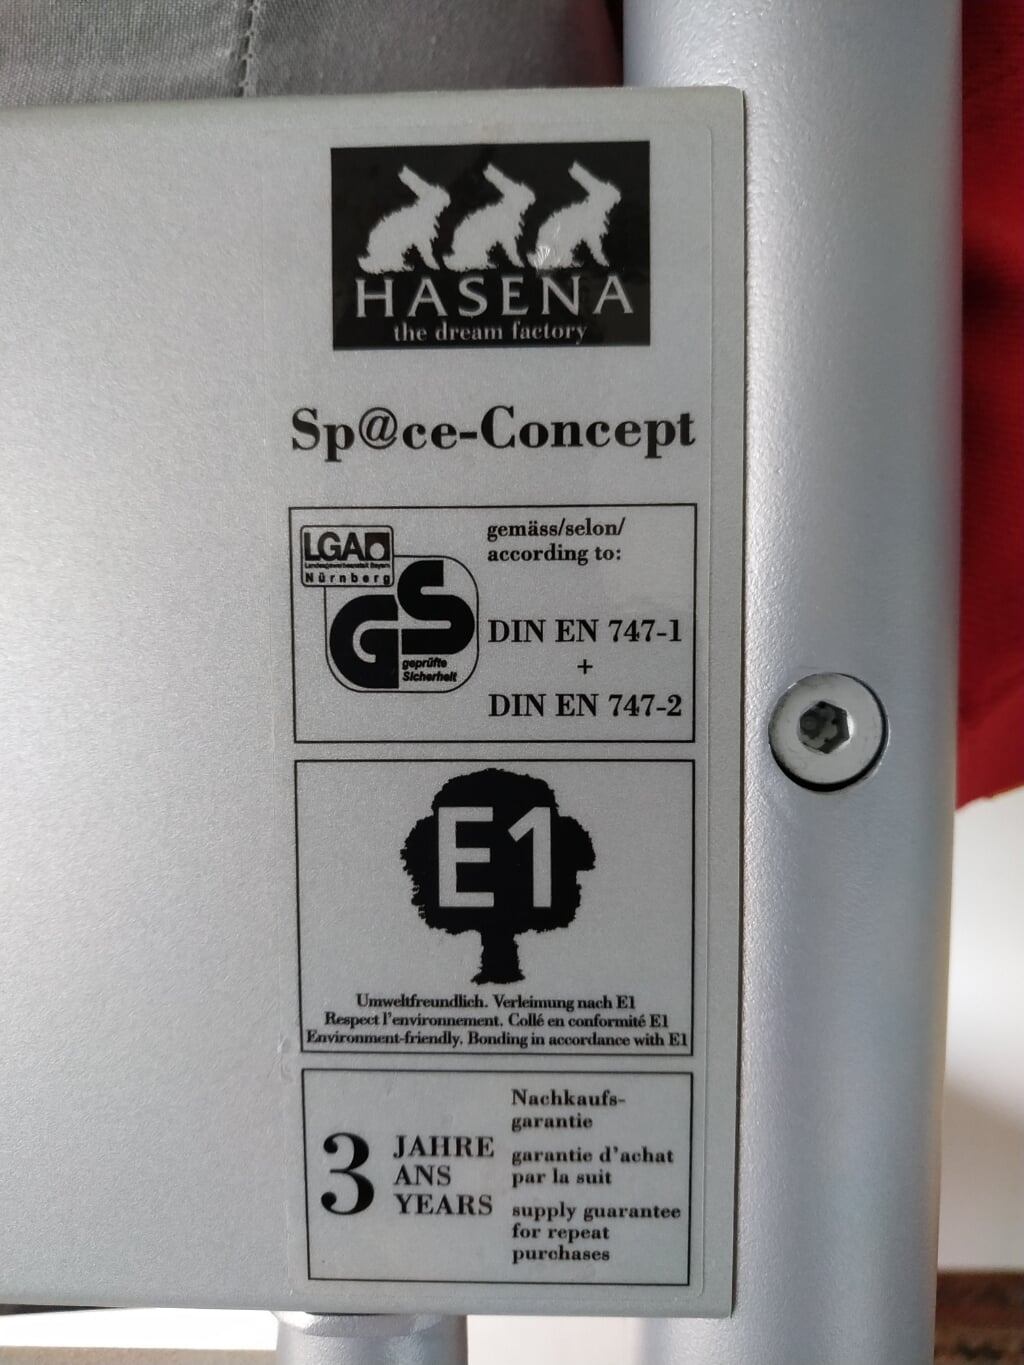 HASENA
the dream factory
Sp@ce-Concept
LGA
Landesgewerbeanstalt Bayern
Nürnberg
GS
geprüfte
Sicherheit
gemäss/selon/
according to:
DIN EN 747-1
+
DIN EN 747-2
E1
Umweltfreundlich. Verleimung nach E1
Respect l'environnement. Collé en conformité E1
Environment-friendly. Bonding in accordance with E1
3
JAHRE
ANS
YEARS
Nachkaufs-
garantie
garantie d'achat
par la suit
supply guarantee
for repeat
purchases